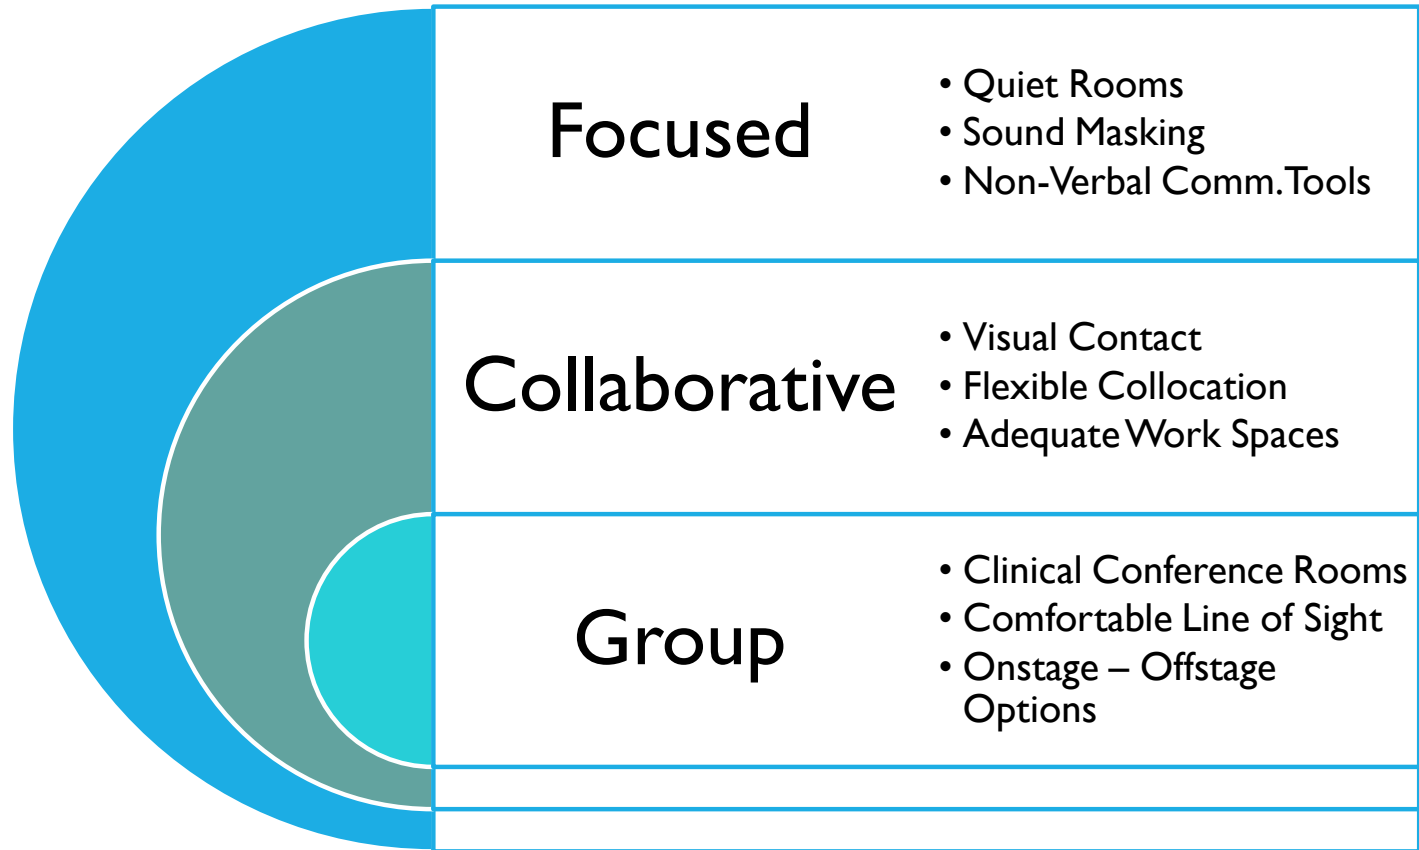 Focused
• Quiet Rooms
• Sound Masking
• Non-Verbal Comm. Tools
Collaborative
• Visual Contact
• Flexible Collocation
• Adequate Work Spaces
Group
• Clinical Conference Rooms
• Comfortable Line of Sight
• Onstage – Offstage
Options